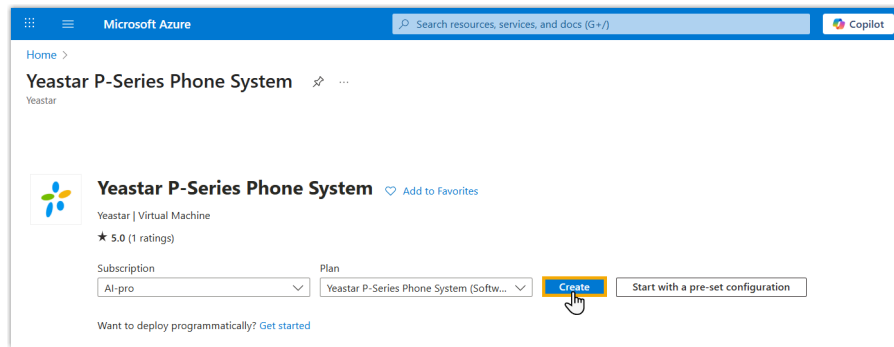 Microsoft Azure
Search resources, services, and docs (G+/)
Copilot
Home >
Yeastar P-Series Phone System
Yeastar
Yeastar P-Series Phone System
Add to Favorites
Yeastar | Virtual Machine
★ 5.0 (1 ratings)
Subscription
Plan
AI-pro
Yeastar P-Series Phone System (Softw...
Create
Start with a pre-set configuration
Want to deploy programmatically? Get started